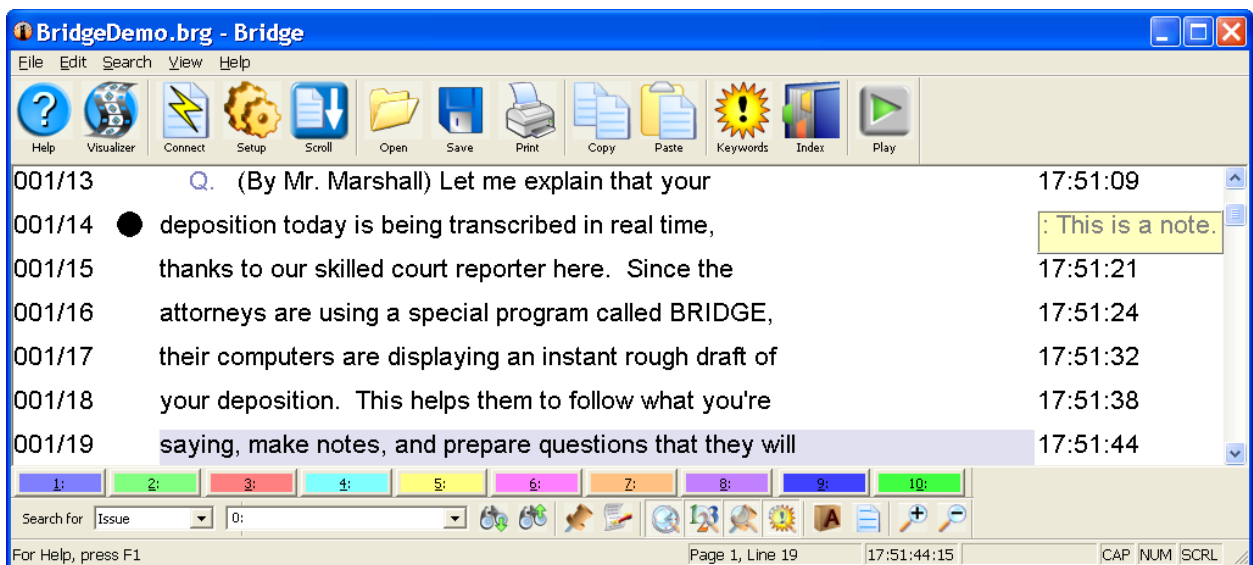 BridgeDemo.brg - Bridge
File Edit Search View Help
Help Visualizer Connect Setup Scroll Open Save Print Copy Paste Keywords Index Play
001/13 Q. (By Mr. Marshall) Let me explain that your 17:51:09
001/14 deposition today is being transcribed in real time, : This is a note.
001/15 thanks to our skilled court reporter here. Since the 17:51:21
001/16 attorneys are using a special program called BRIDGE, 17:51:24
001/17 their computers are displaying an instant rough draft of 17:51:32
001/18 your deposition. This helps them to follow what you're 17:51:38
001/19 saying, make notes, and prepare questions that they will 17:51:44
1: 2: 3: 4: 5: 6: 7: 8: 9: 10:
Search for Issue 0: 123 A
For Help, press F1 Page 1, Line 19 17:51:44:15 CAP NUM SCRL